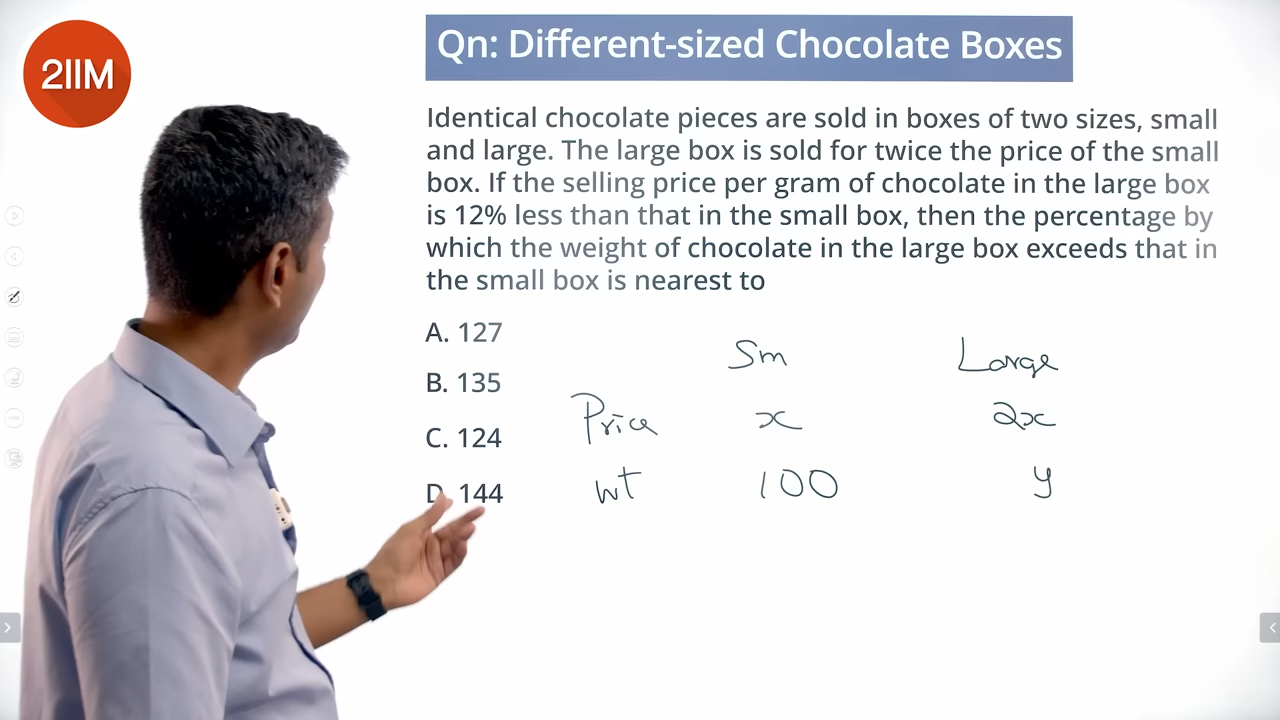 2IIM
Qn: Different-sized Chocolate Boxes
Identical chocolate pieces are sold in boxes of two sizes, small
and large. The large box is sold for twice the price of the small
box. If the selling price per gram of chocolate in the large box
is 12% less than that in the small box, then the percentage by
which the weight of chocolate in the large box exceeds that in
the small box is nearest to
A. 127
B. 135
C. 124
D. 144
Sm Large
Price x 2x
wt 100 y